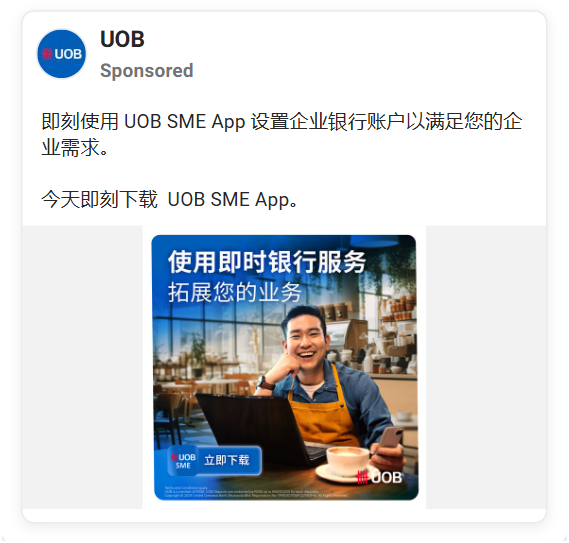 UOB
UOB
Sponsored
即刻使用 UOB SME App 设置企业银行账户以满足您的企
业需求。
今天即刻下载 UOB SME App。
使用即时银行服务
拓展您的业务
UOB
SME
立即下载
UOB